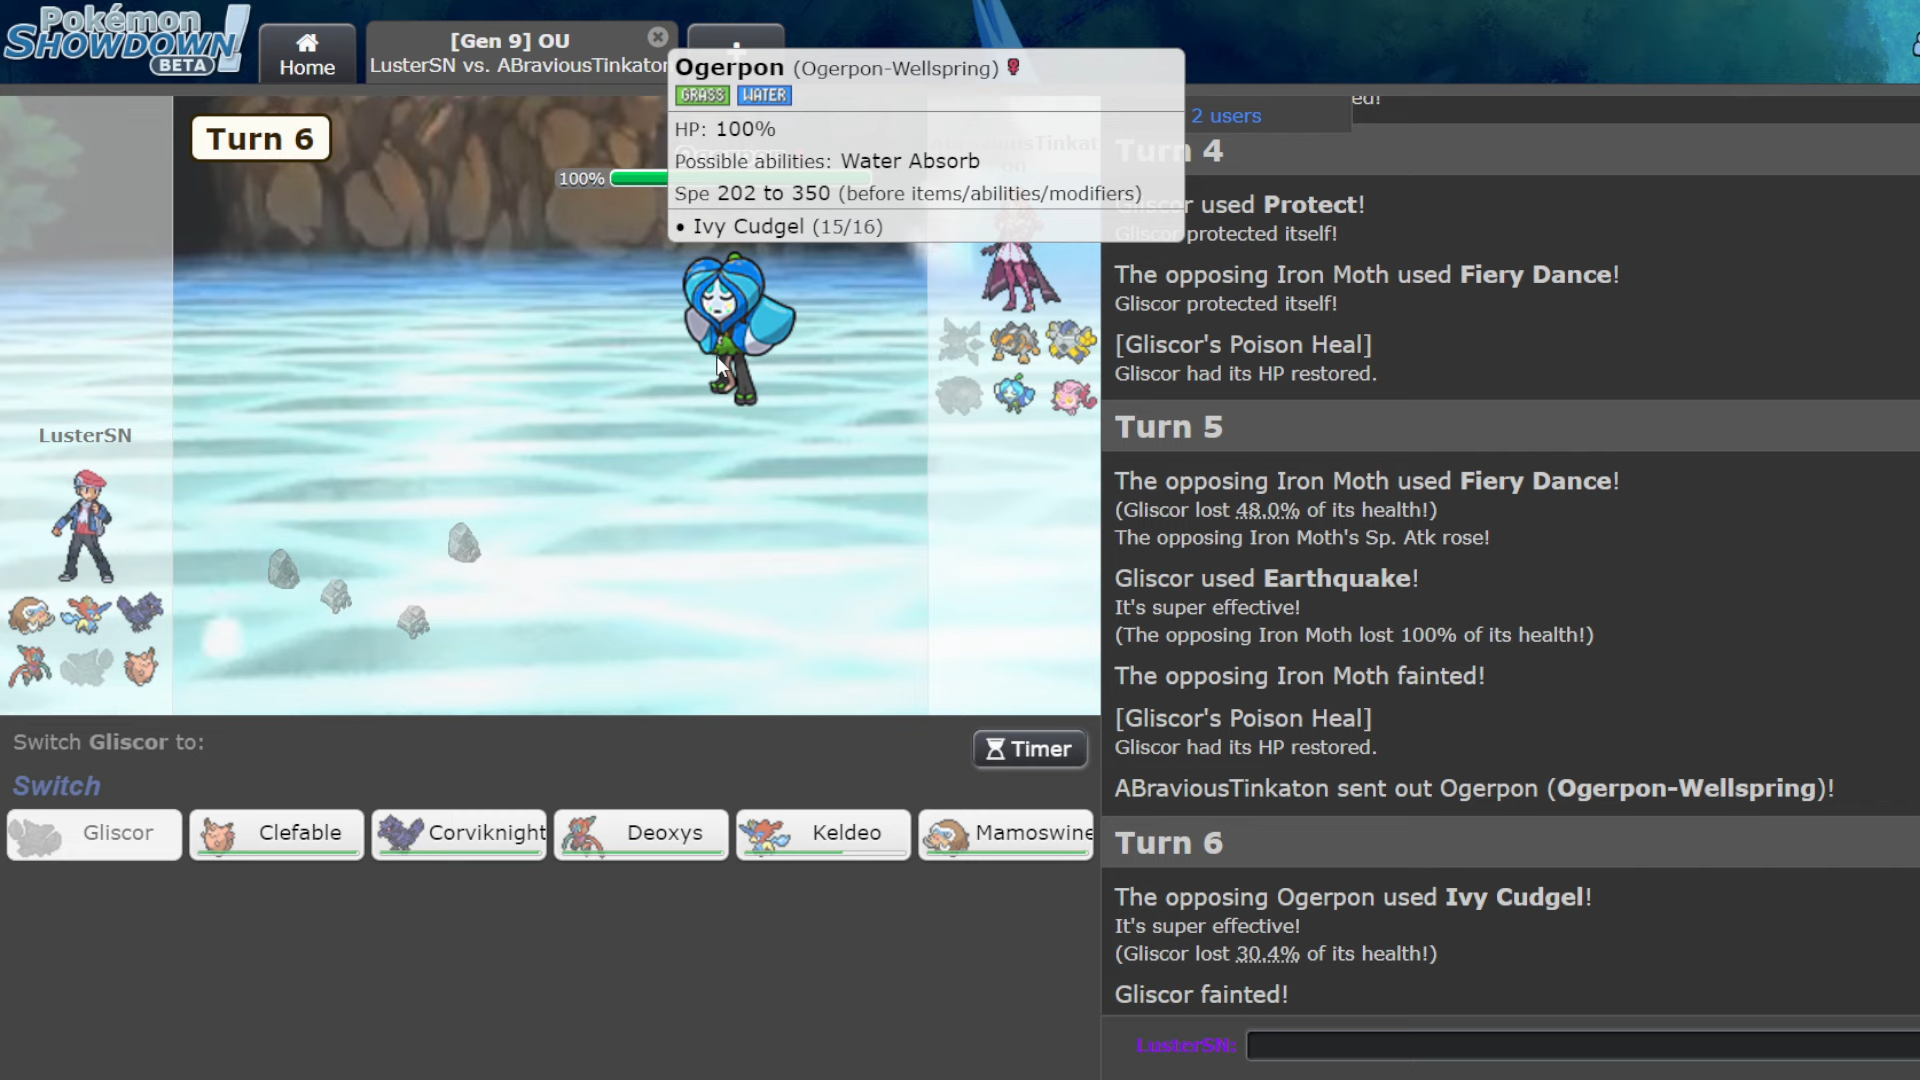 Pokémon
SHOWDOWN!
BETA
Home
[Gen 9] OU
LusterSN vs. ABraviousTinkaton
+
Ogerpon (Ogerpon-Wellspring)
GRASS WATER
HP: 100%
Possible abilities: Water Absorb
Spe 202 to 350 (before items/abilities/modifiers)
• Ivy Cudgel (15/16)
Turn 6
100%
LusterSN
Switch Gliscor to:
Timer
Switch
Gliscor
Clefable
Corviknight
Deoxys
Keldeo
Mamoswine
2 users
ed!
Turn 4
Gliscor used Protect!
Gliscor protected itself!
The opposing Iron Moth used Fiery Dance!
Gliscor protected itself!
[Gliscor's Poison Heal]
Gliscor had its HP restored.
Turn 5
The opposing Iron Moth used Fiery Dance!
(Gliscor lost 48.0% of its health!)
The opposing Iron Moth's Sp. Atk rose!
Gliscor used Earthquake!
It's super effective!
(The opposing Iron Moth lost 100% of its health!)
The opposing Iron Moth fainted!
[Gliscor's Poison Heal]
Gliscor had its HP restored.
ABraviousTinkaton sent out Ogerpon (Ogerpon-Wellspring)!
Turn 6
The opposing Ogerpon used Ivy Cudgel!
It's super effective!
(Gliscor lost 30.4% of its health!)
Gliscor fainted!
LusterSN: